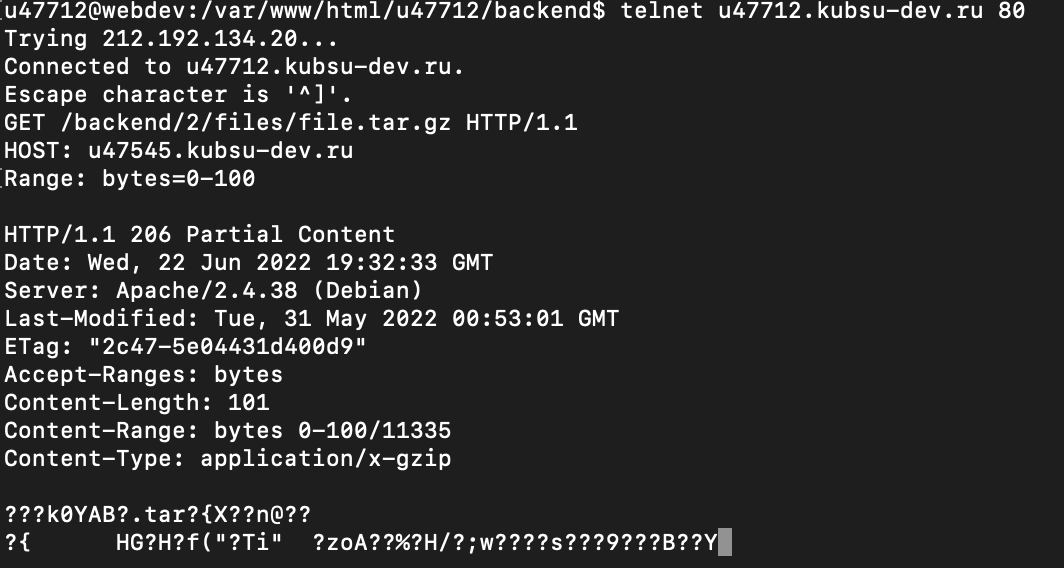 u47712@webdev:/var/www/html/u47712/backend$ telnet u47712.kubsu-dev.ru 80
Trying 212.192.134.20...
Connected to u47712.kubsu-dev.ru.
Escape character is '^]'.
GET /backend/2/files/file.tar.gz HTTP/1.1
HOST: u47545.kubsu-dev.ru
Range: bytes=0-100

HTTP/1.1 206 Partial Content
Date: Wed, 22 Jun 2022 19:32:33 GMT
Server: Apache/2.4.38 (Debian)
Last-Modified: Tue, 31 May 2022 00:53:01 GMT
ETag: "2c47-5e04431d400d9"
Accept-Ranges: bytes
Content-Length: 101
Content-Range: bytes 0-100/11335
Content-Type: application/x-gzip

???k0YAB?.tar?{X??n@??
?{      HG?H?f("?Ti"  ?zoA??%?H/?;w????s???9???B??Y